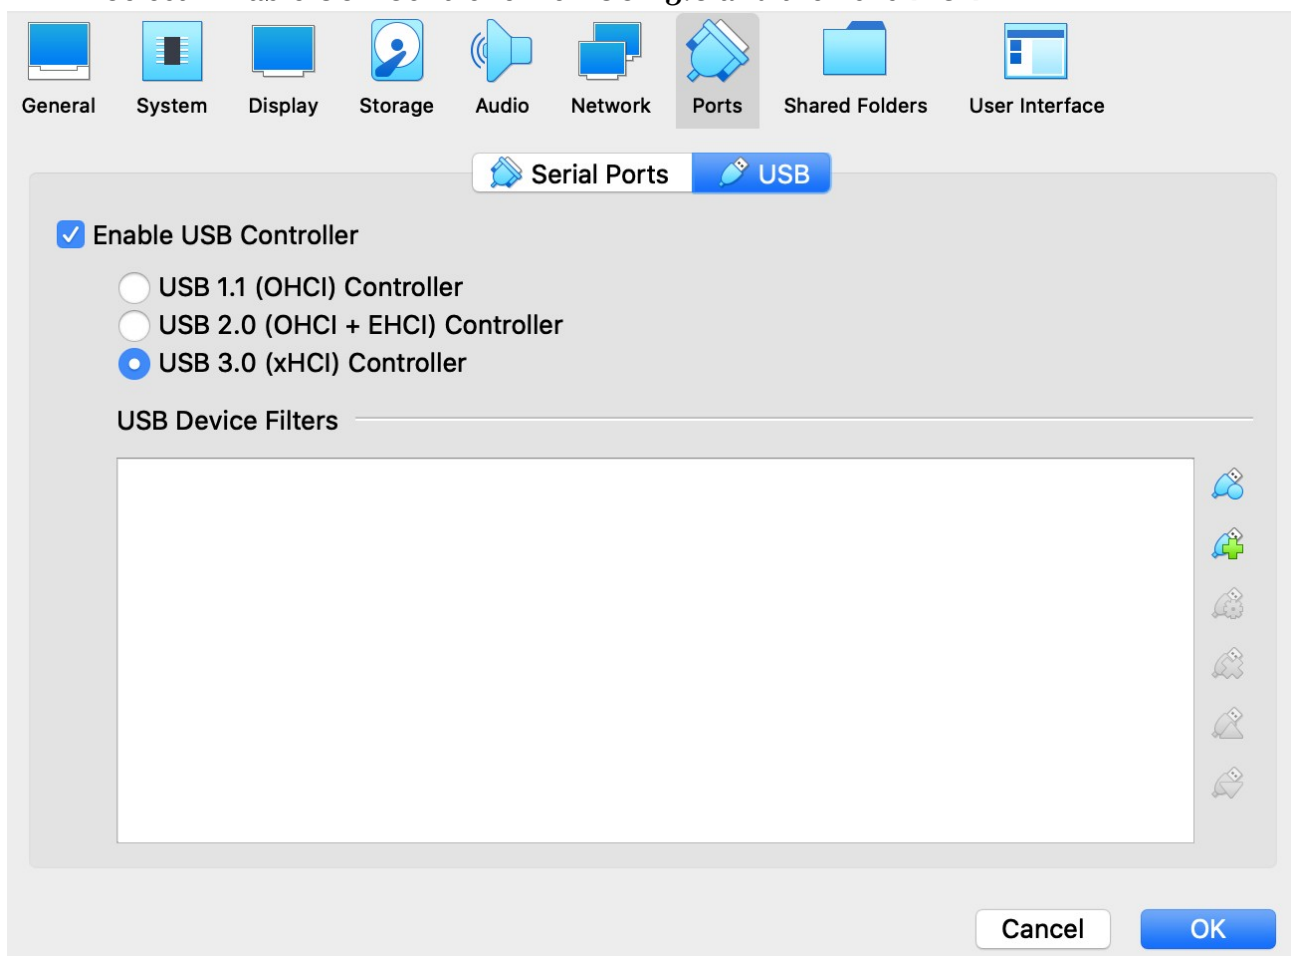 General System Display Storage Audio Network Ports Shared Folders User Interface
Serial Ports USB
Enable USB Controller
USB 1.1 (OHCI) Controller
USB 2.0 (OHCI + EHCI) Controller
USB 3.0 (xHCI) Controller
USB Device Filters
Cancel OK